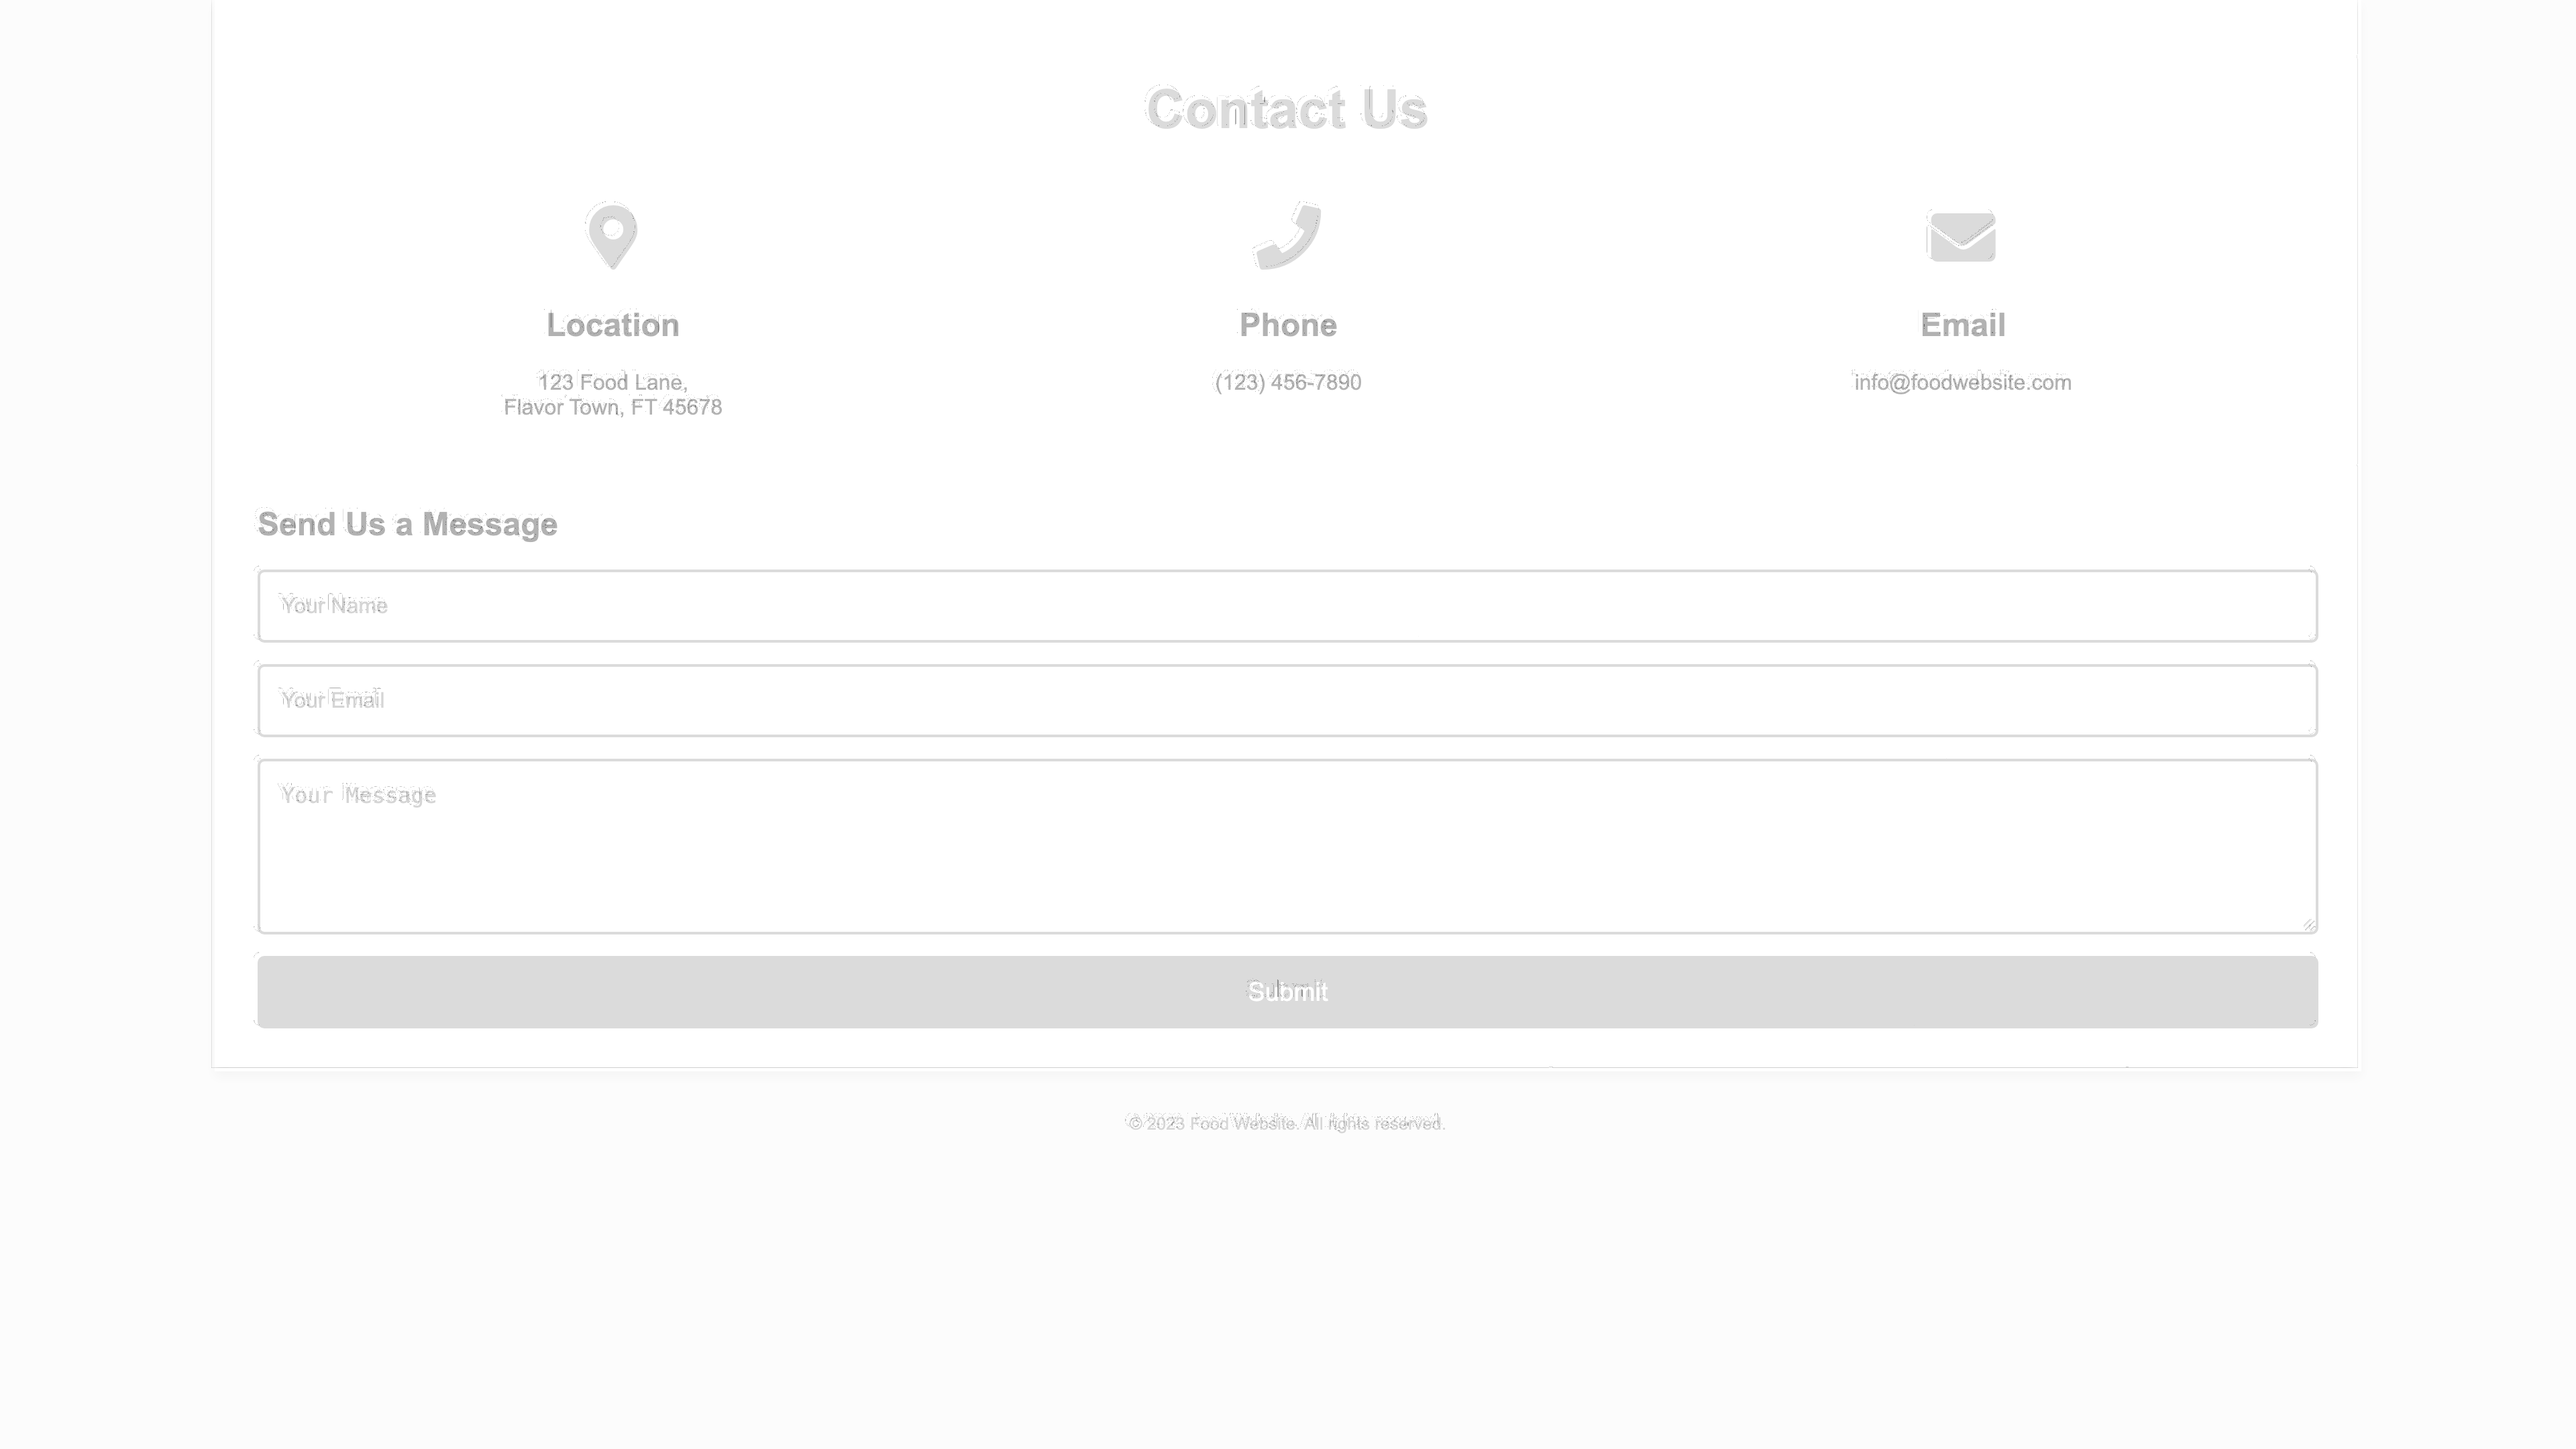 Contact Us
Location
Phone
Email
123 Food Lane,
Flavor Town, FT 45678
(123) 456-7890
info@foodwebsite.com
Send Us a Message
Your Name
Your Email
Your Message
Submit
© 2023 Food Website. All rights reserved.